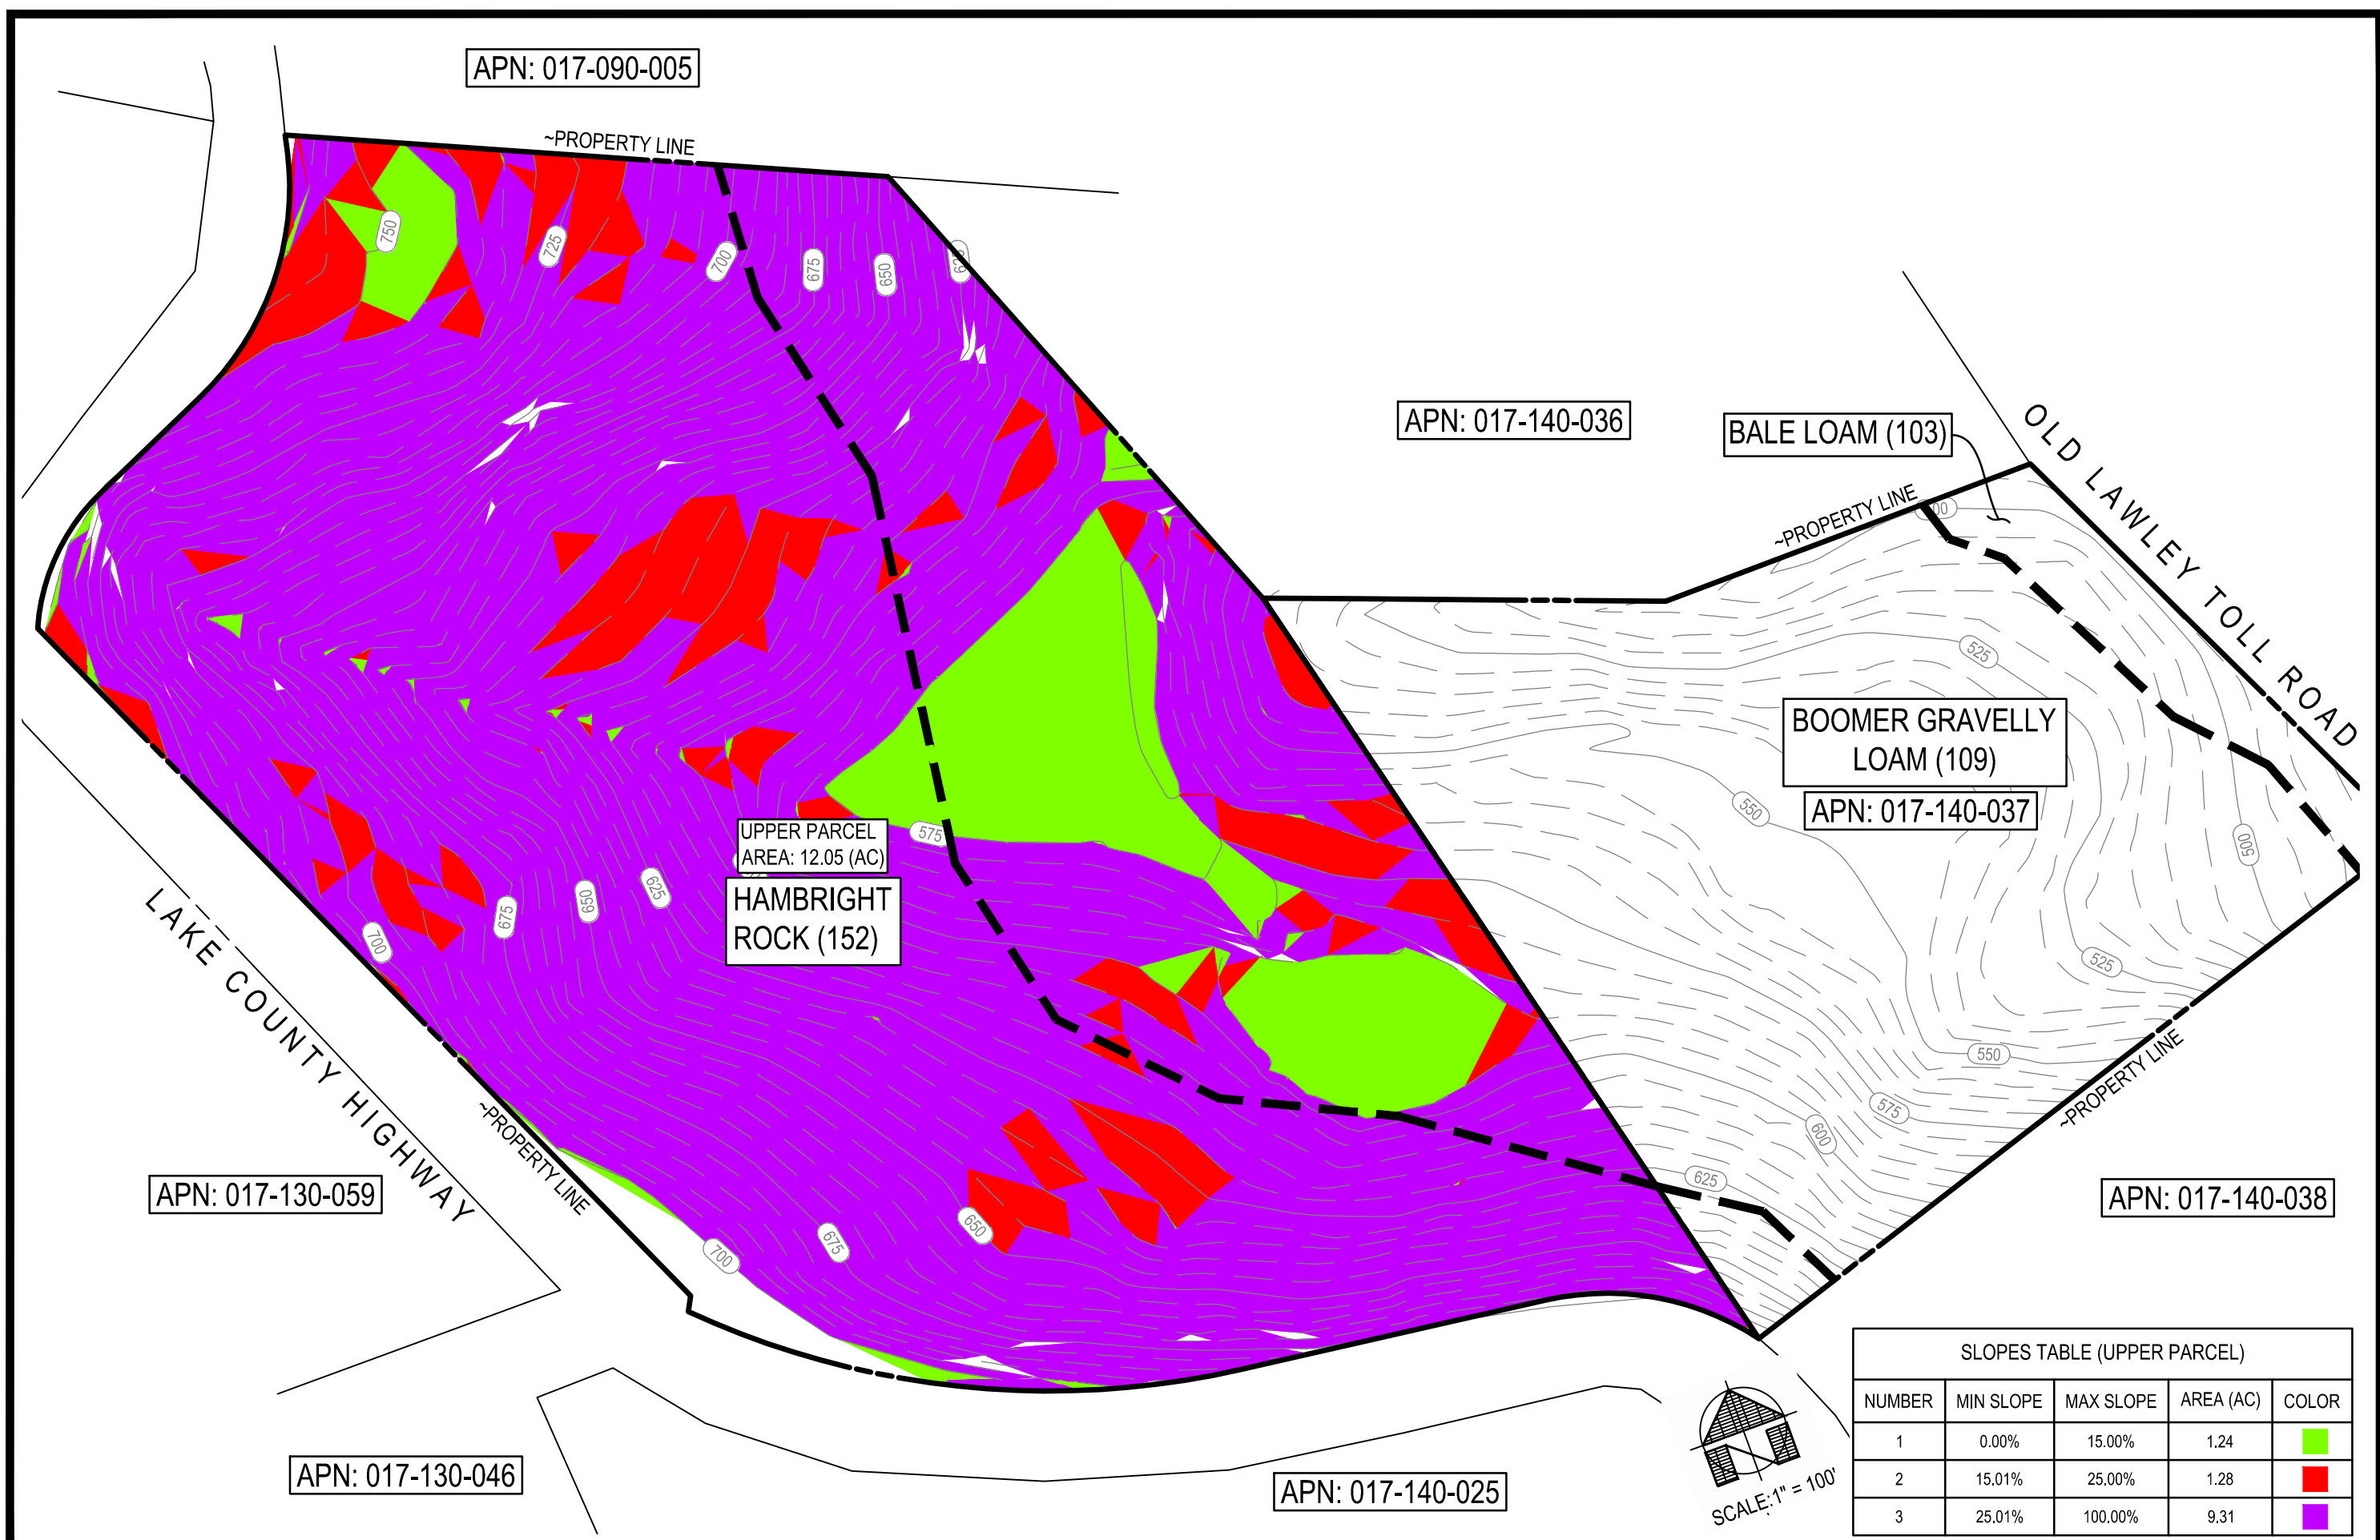 APN: 017-090-005
~PROPERTY LINE
750
725
700
675
650
APN: 017-140-036
BALE LOAM (103)
OLD LAWLEY TOLL ROAD
~PROPERTY LINE
525
BOOMER GRAVELLY
LOAM (109)
APN: 017-140-037
550
500
UPPER PARCEL
AREA: 12.05 (AC)
575
HAMBRIGHT
ROCK (152)
625
650
675
700
LAKE COUNTY HIGHWAY
~PROPERTY LINE
525
550
575
600
625
~PROPERTY LINE
APN: 017-130-059
APN: 017-140-038
650
675
700
APN: 017-130-046
APN: 017-140-025
SCALE:1" = 100'
SLOPES TABLE (UPPER PARCEL)
NUMBER MIN SLOPE MAX SLOPE AREA (AC) COLOR
1 0.00% 15.00% 1.24
2 15.01% 25.00% 1.28
3 25.01% 100.00% 9.31